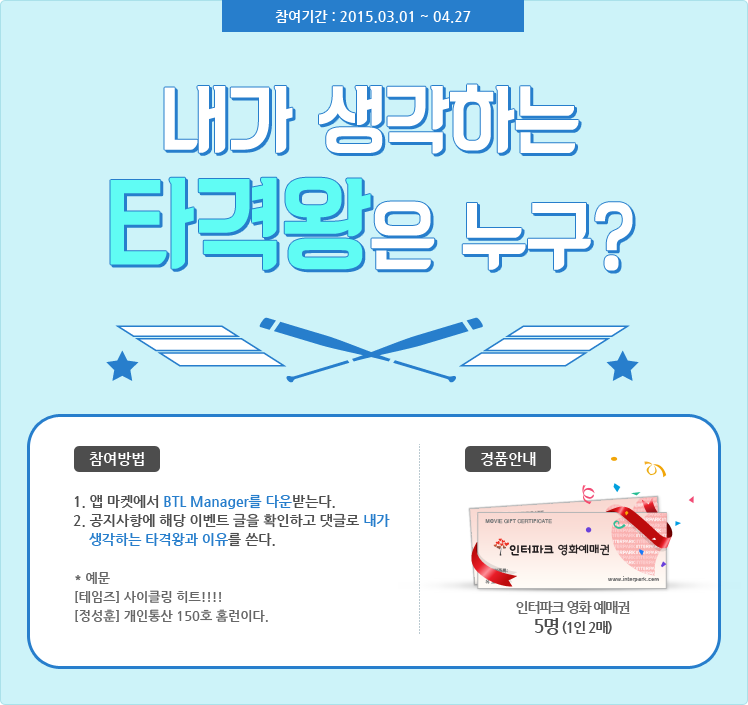 참여기간 : 2015.03.01 ~ 04.27
내가 생각하는
타격왕은 누구?
참여방법
1. 앱 마켓에서 BTL Manager를 다운받는다.
2. 공지사항에 해당 이벤트 글을 확인하고 댓글로 내가
생각하는 타격왕과 이유를 쓴다.
* 예문
[테임즈] 사이클링 히트!!!!
[정성훈] 개인통산 150호 홈런이다.
경품안내
MOVIE GIFT CERTIFICATE
인터파크 영화예매권
www.interpark.com
인터파크 영화 예매권
5명 (1인 2매)